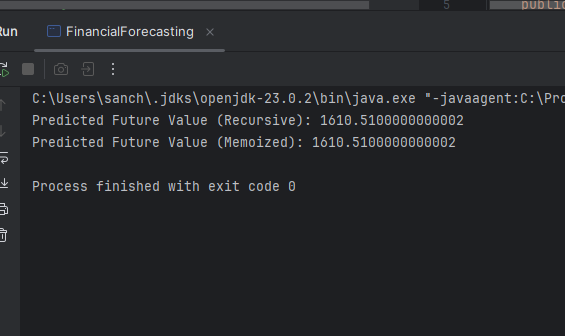 5 public
Run FinancialForecasting
C:\Users\sanch\.jdks\openjdk-23.0.2\bin\java.exe "-javaagent:C:\Pro
Predicted Future Value (Recursive): 1610.5100000000002
Predicted Future Value (Memoized): 1610.5100000000002
Process finished with exit code 0